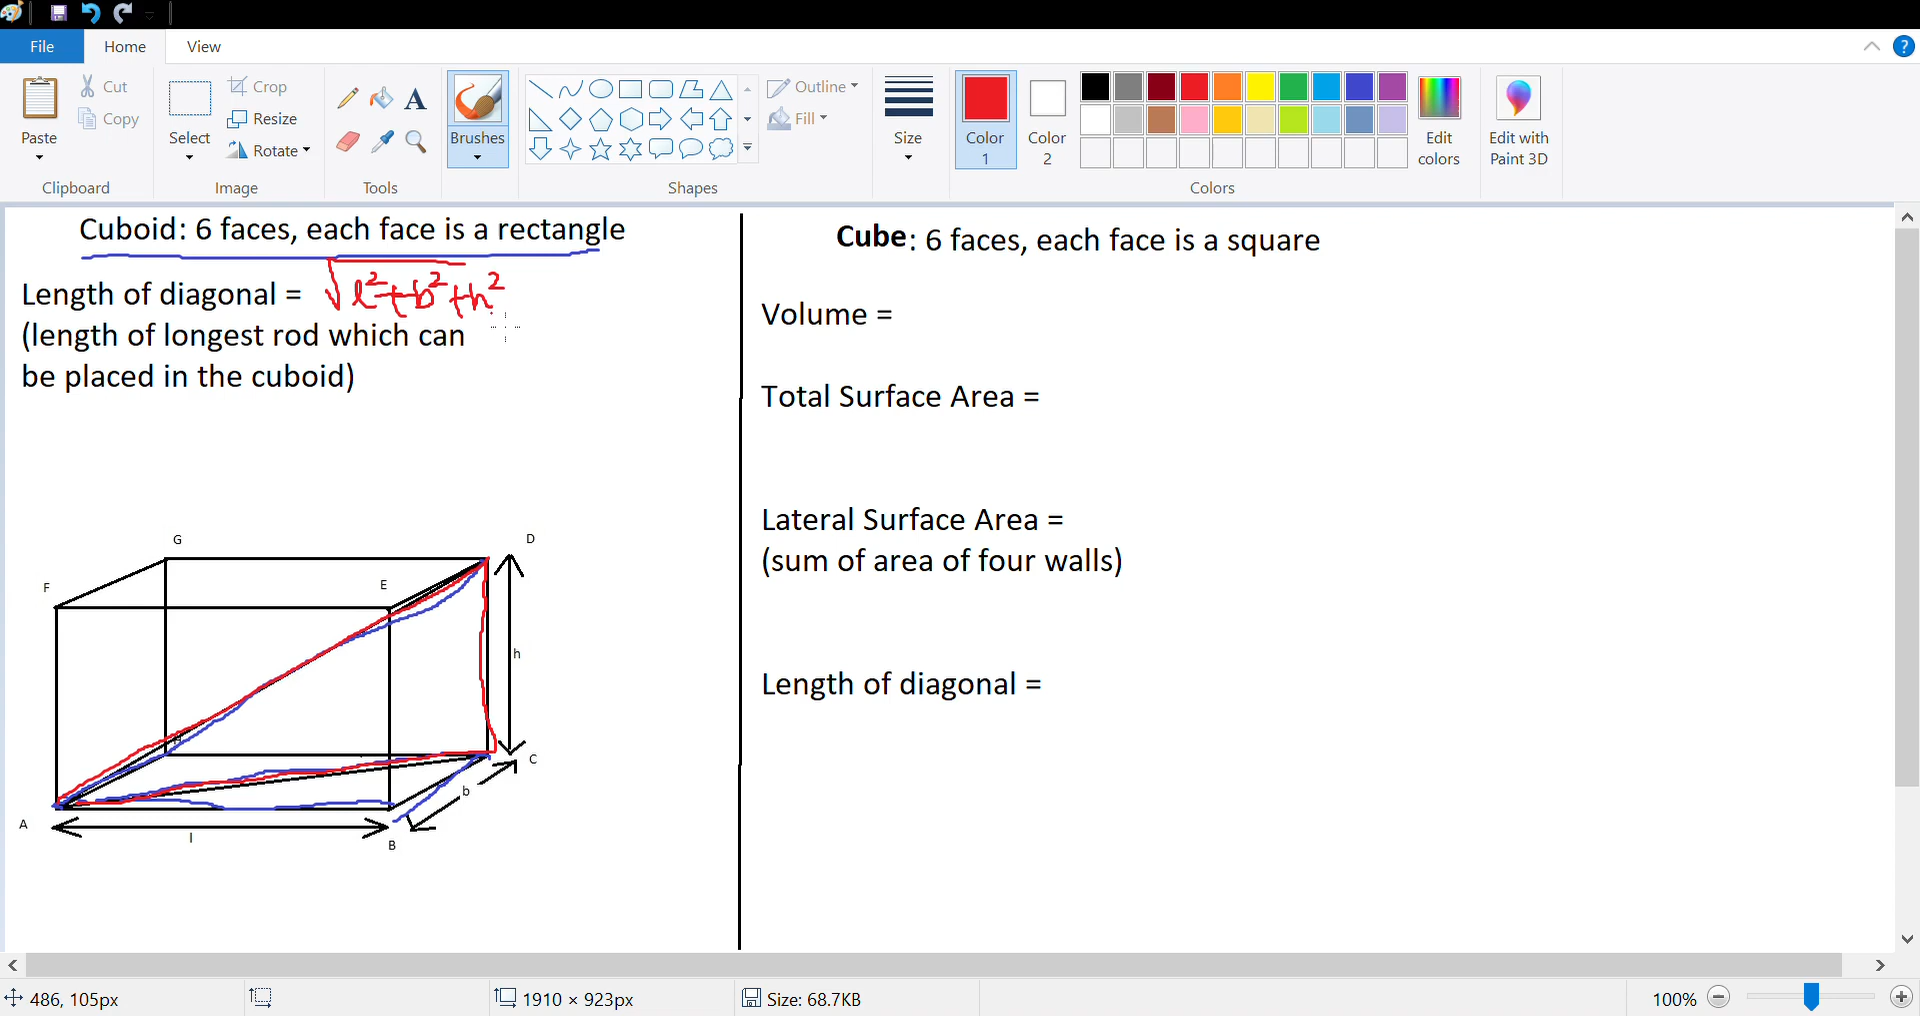 File Home View
Paste
Cut
Copy
Clipboard
Select
Crop
Resize
Rotate
Image
A
Tools
Brushes
Shapes
Outline
Fill
Size
Color 1
Color 2
Colors
Edit colors
Edit with Paint 3D
Cuboid: 6 faces, each face is a rectangle
Length of diagonal = √l²+b²+h²
(length of longest rod which can
be placed in the cuboid)
G
D
F
E
h
H
C
b
A
l
B
Cube: 6 faces, each face is a square
Volume =
Total Surface Area =
Lateral Surface Area =
(sum of area of four walls)
Length of diagonal =
486, 105px
1910 × 923px
Size: 68.7KB
100%